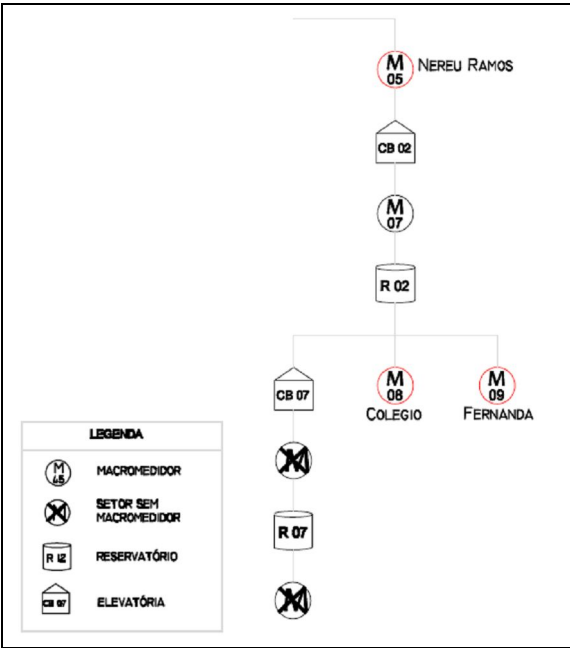 M
05
NEREU RAMOS
CB 02
M
07
R 02
CB 07
M
08
COLEGIO
M
09
FERNANDA
M
R 07
M
LEGENDA
M
45
MACROMEDIDOR
M
SETOR SEM
MACROMEDIDOR
R 12
RESERVATÓRIO
CB 07
ELEVATÓRIA